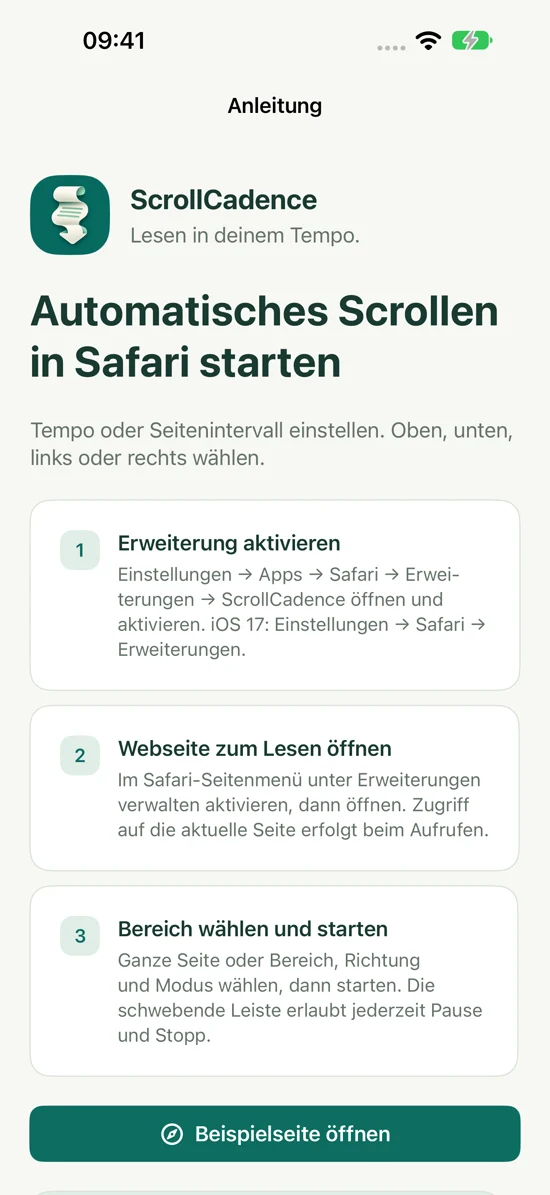 09:41
Anleitung
ScrollCadence
Lesen in deinem Tempo.
Automatisches Scrollen
in Safari starten
Tempo oder Seitenintervall einstellen. Oben, unten,
links oder rechts wählen.
1
Erweiterung aktivieren
Einstellungen → Apps → Safari → Erwei-
terungen → ScrollCadence öffnen und
aktivieren. iOS 17: Einstellungen → Safari →
Erweiterungen.
2
Webseite zum Lesen öffnen
Im Safari-Seitenmenü unter Erweiterungen
verwalten aktivieren, dann öffnen. Zugriff
auf die aktuelle Seite erfolgt beim Aufrufen.
3
Bereich wählen und starten
Ganze Seite oder Bereich, Richtung
und Modus wählen, dann starten. Die
schwebende Leiste erlaubt jederzeit Pause
und Stopp.
Beispielseite öffnen